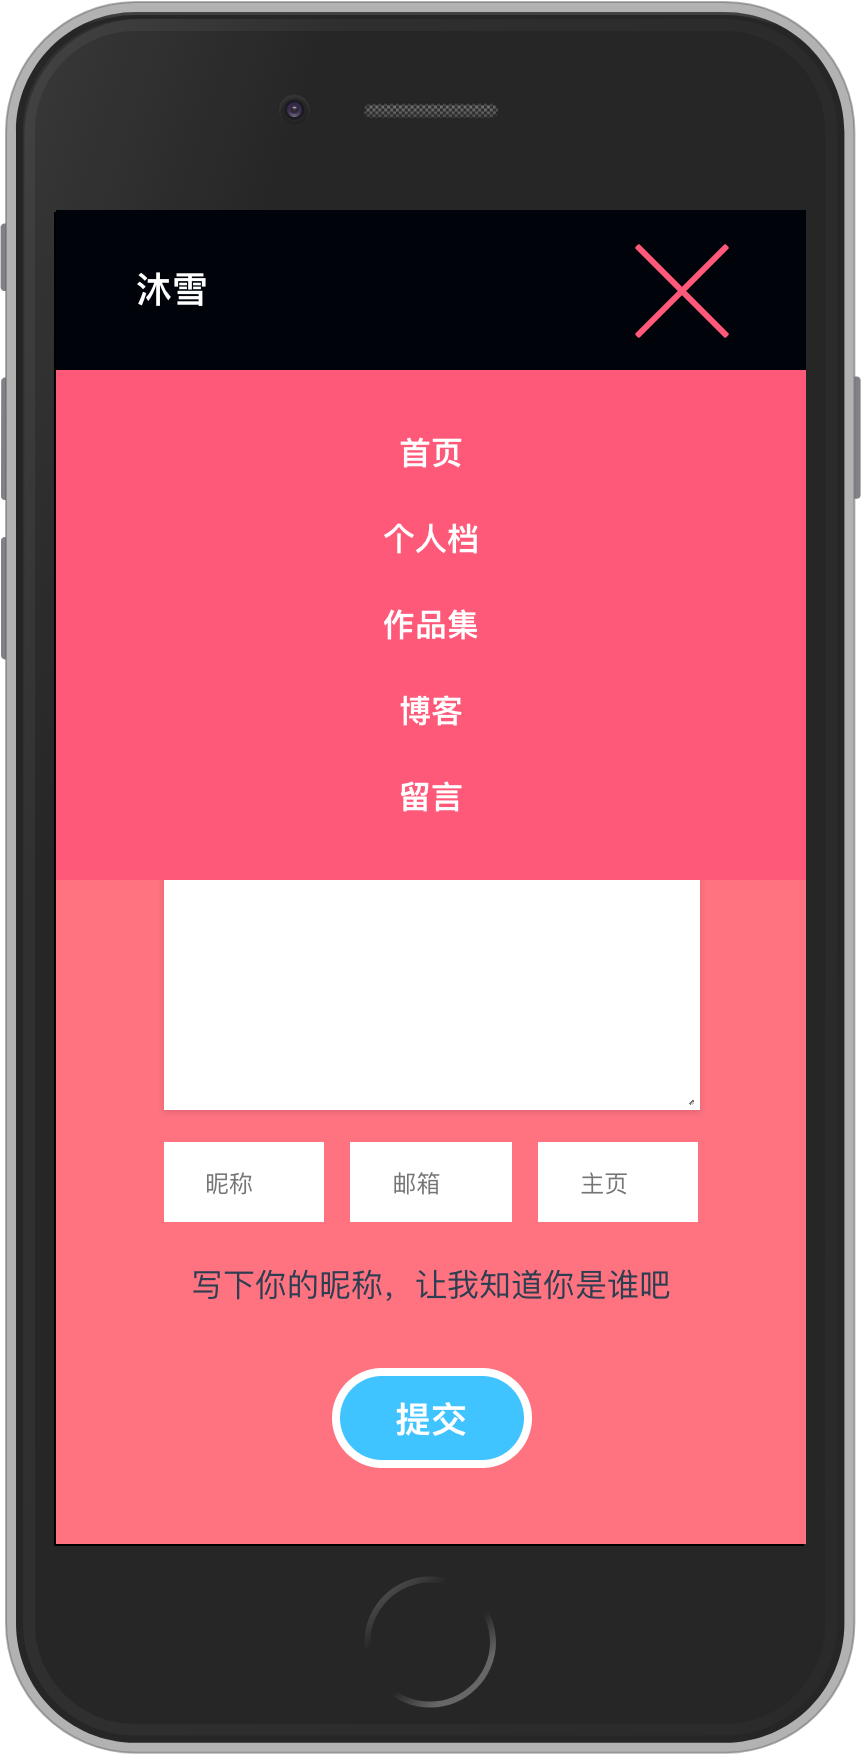 沐雪
首页
个人档
作品集
博客
留言
昵称 邮箱 主页
写下你的昵称，让我知道你是谁吧
提交